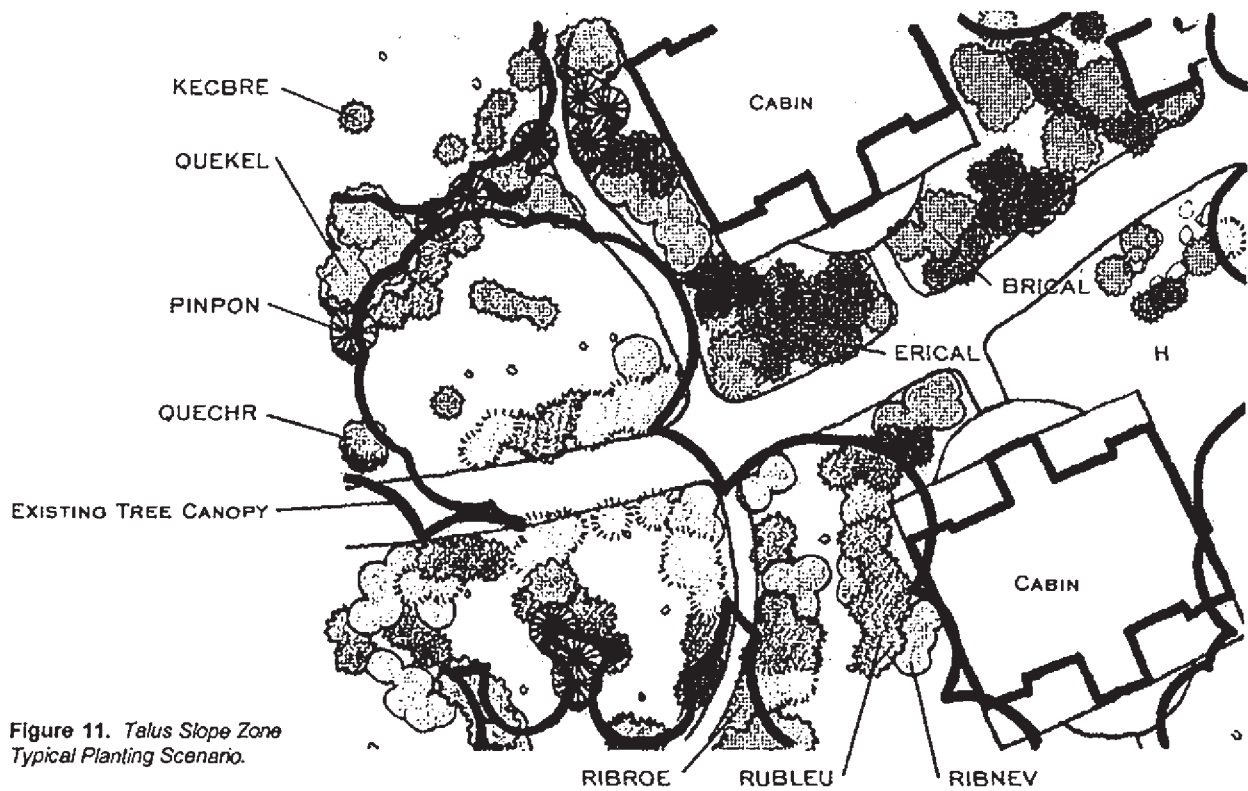 CABIN
KECBRE
QUEKEL
PINPON
QUECHR
EXISTING TREE CANOPY
BRICAL
ERICAL
H
CABIN
Figure 11. Talus Slope Zone
Typical Planting Scenario.
RIBROE
RUBLEU
RIBNEV